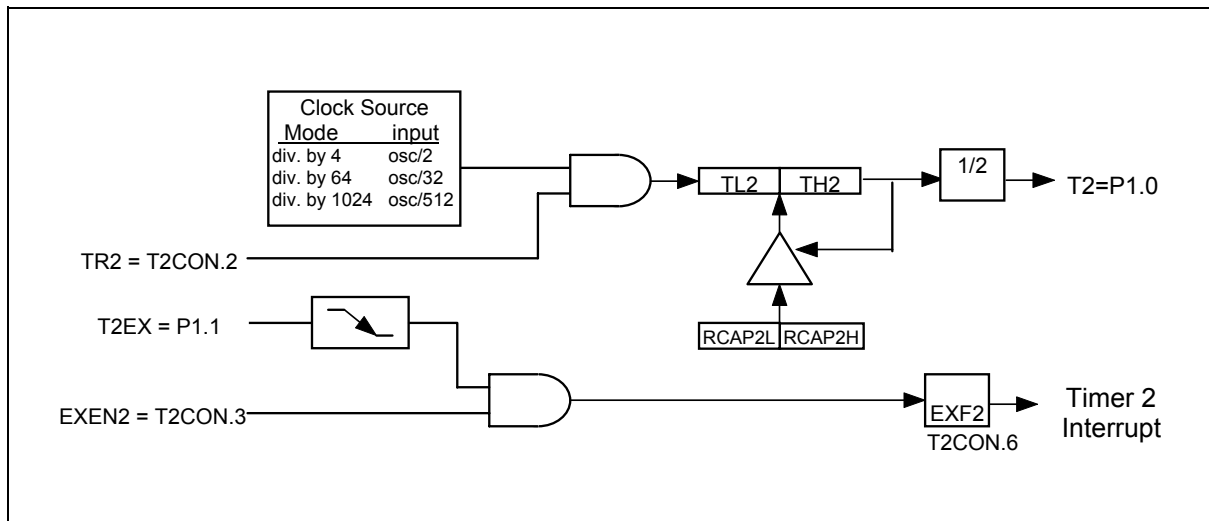 Clock Source
Mode input
div. by 4 osc/2
div. by 64 osc/32
div. by 1024 osc/512
TL2 TH2
1/2
T2=P1.0
TR2 = T2CON.2
T2EX = P1.1
RCAP2L RCAP2H
EXEN2 = T2CON.3
EXF2
T2CON.6
Timer 2
Interrupt